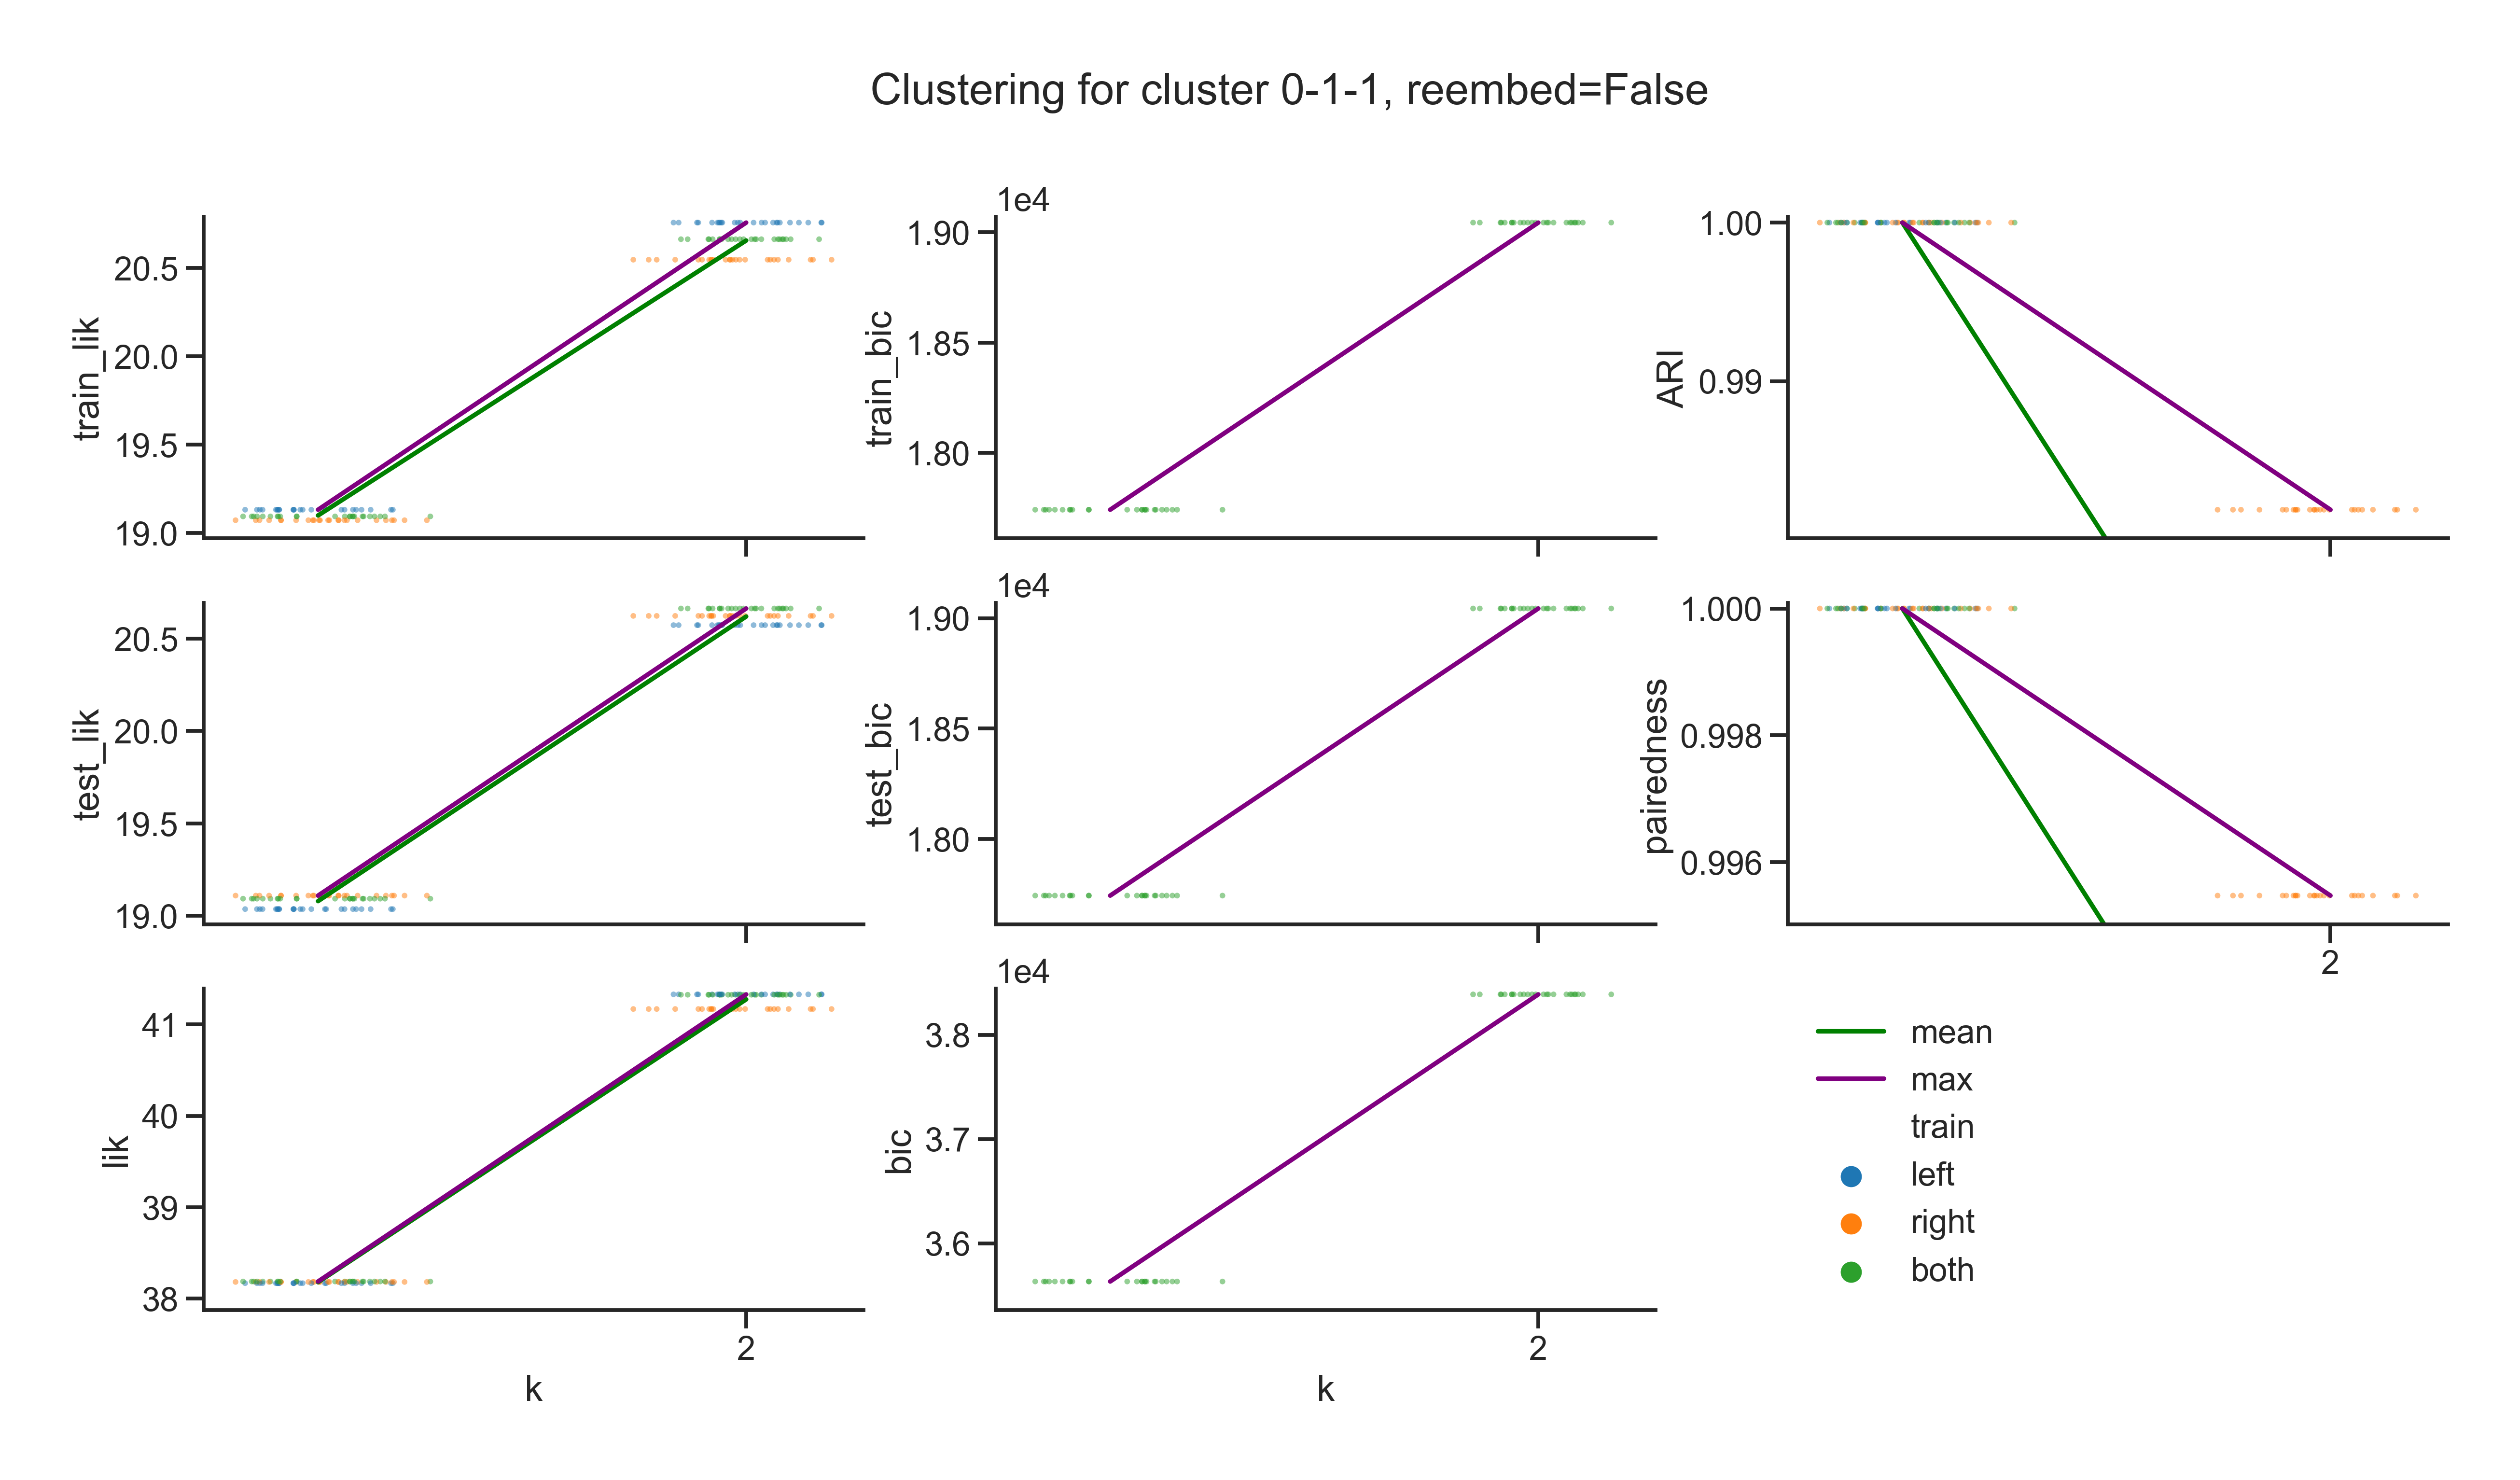 Clustering for cluster 0-1-1, reembed=False
train_lik
20.5
20.0
19.5
19.0
1e4
train_bic
1.90
1.85
1.80
ARI
1.00
0.99
test_lik
20.5
20.0
19.5
19.0
1e4
test_bic
1.90
1.85
1.80
pairedness
1.000
0.998
0.996
2
lik
41
40
39
38
2
k
1e4
bic
3.8
3.7
3.6
2
k
mean
max
train
left
right
both